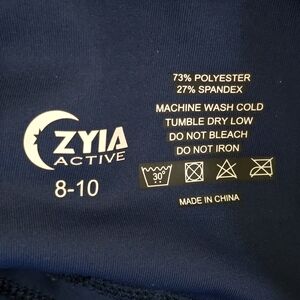 ZYIA
ACTIVE
8-10
73% POLYESTER
27% SPANDEX
MACHINE WASH COLD
TUMBLE DRY LOW
DO NOT BLEACH
DO NOT IRON
30°
MADE IN CHINA